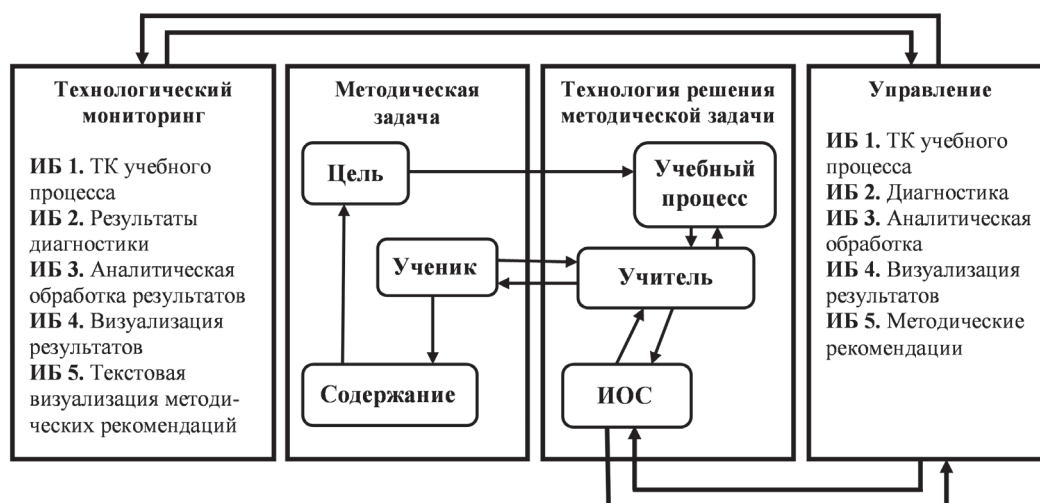 Технологический
мониторинг
ИБ 1. ТК учебного
процесса
ИБ 2. Результаты
диагностики
ИБ 3. Аналитическая
обработка результатов
ИБ 4. Визуализация
результатов
ИБ 5. Текстовая
визуализация методи-
ческих рекомендаций
Методическая
задача
Цель
Ученик
Содержание
Технология решения
методической задачи
Учебный
процесс
Учитель
ИОС
Управление
ИБ 1. ТК учебного
процесса
ИБ 2. Диагностика
ИБ 3. Аналитическая
обработка
ИБ 4. Визуализация
результатов
ИБ 5. Методические
рекомендации